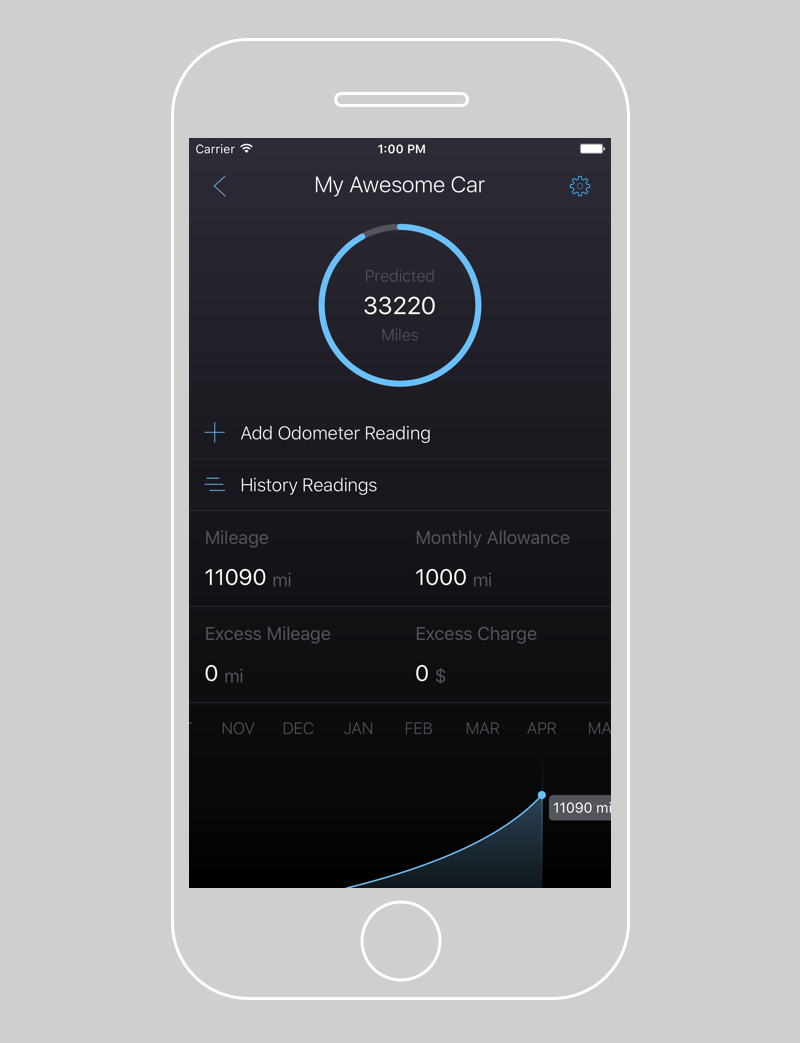 Carrier 1:00 PM
My Awesome Car
Predicted
33220
Miles
Add Odometer Reading
History Readings
Mileage Monthly Allowance
11090 mi 1000 mi
Excess Mileage Excess Charge
0 mi 0 $
NOV DEC JAN FEB MAR APR MA
11090 mi